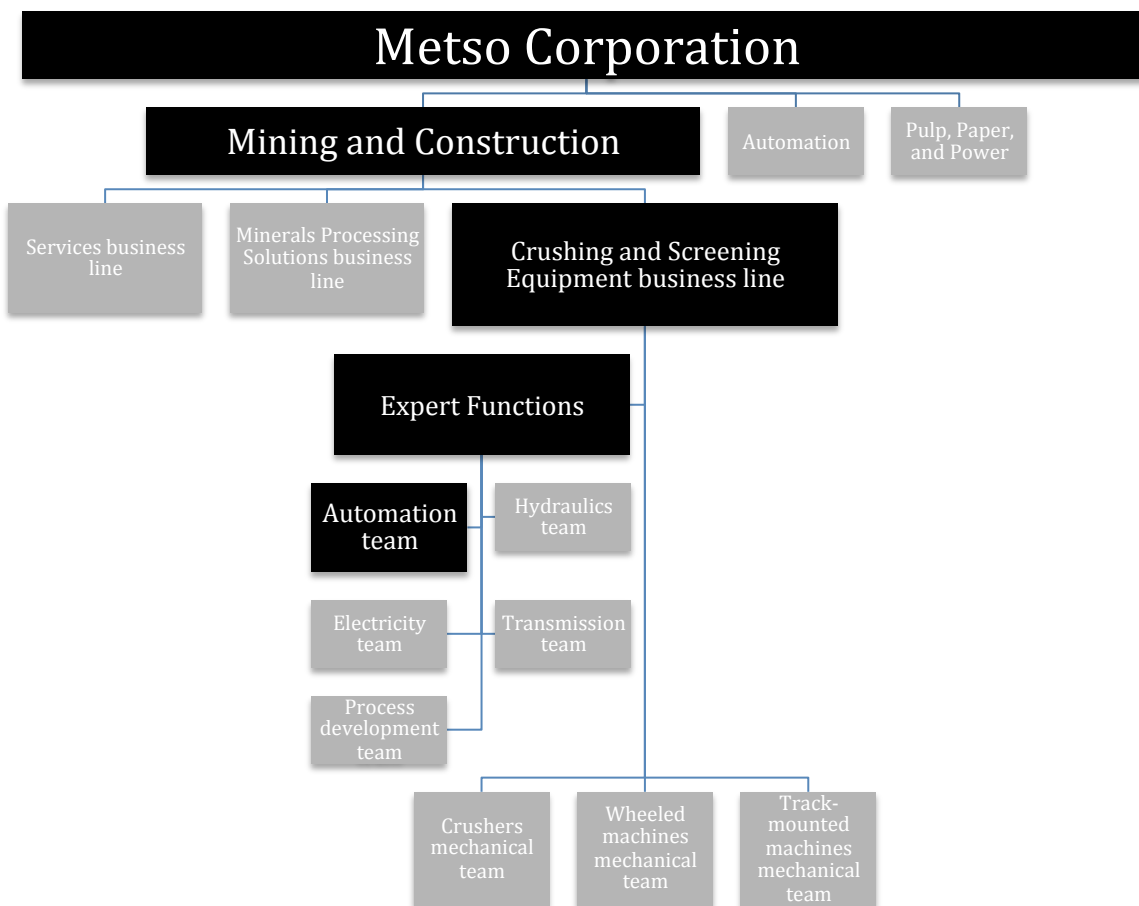 Metso Corporation
Mining and Construction
Automation
Pulp, Paper,
and Power
Services business
line
Minerals Processing
Solutions business
line
Crushing and Screening
Equipment business line
Expert Functions
Automation
team
Hydraulics
team
Electricity
team
Transmission
team
Process
development
team
Crushers
mechanical
team
Wheeled
machines
mechanical
team
Track-
mounted
machines
mechanical
team